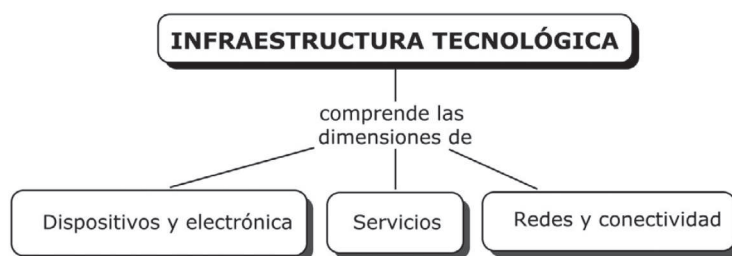 INFRAESTRUCTURA TECNOLÓGICA
comprende las
dimensiones de
Dispositivos y electrónica
Servicios
Redes y conectividad